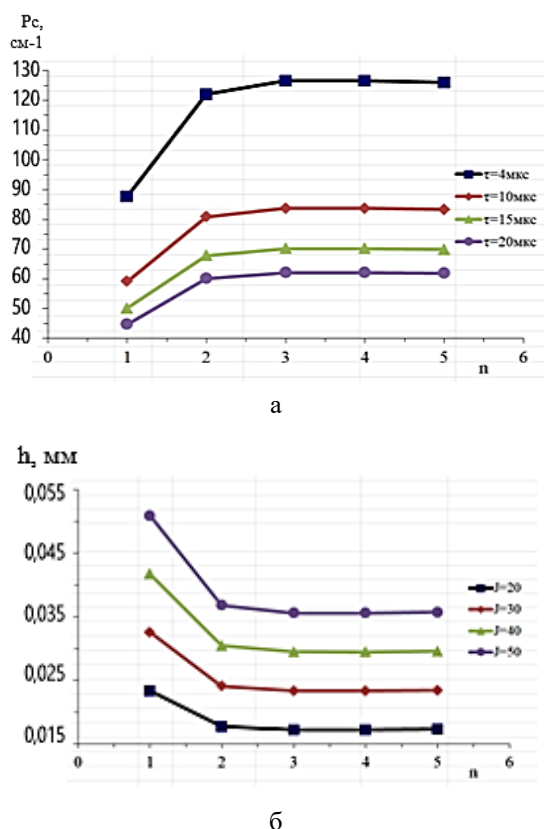 Pc,
см-1
130
120
110
100
90
80
70
60
50
40
0 1 2 3 4 5 6
n
τ=4мкс
τ=10мкс
τ=15мкс
τ=20мкс
а
h, мм
0,055
0,045
0,035
0,025
0,015
0 1 2 3 4 5 6
n
J=20
J=30
J=40
J=50
б